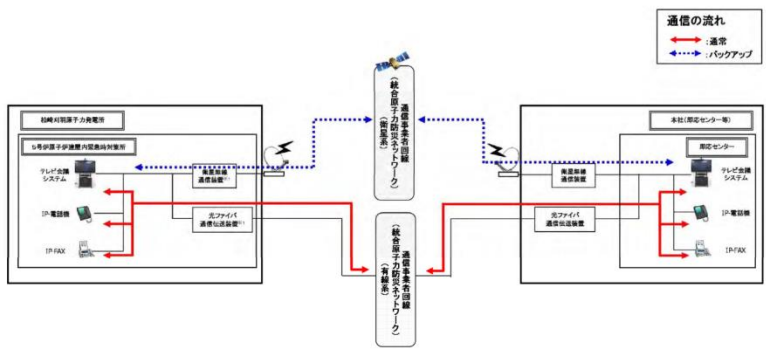 通信の流れ
:通常
:バックアップ
柏崎刈羽原子力発電所
5号炉原子炉建屋内緊急時対策所
テレビ会議
システム
IP-電話機
IP-FAX
衛星無線
通信装置
光ファイバ
通信伝送装置
通信事業者回線
(統合原子力防災ネットワーク)
(衛星系)
通信事業者回線
(統合原子力防災ネットワーク)
(有線系)
本社(即応センター等)
即応センター
衛星無線
通信装置
光ファイバ
通信伝送装置
テレビ会議
システム
IP-電話機
IP-FAX